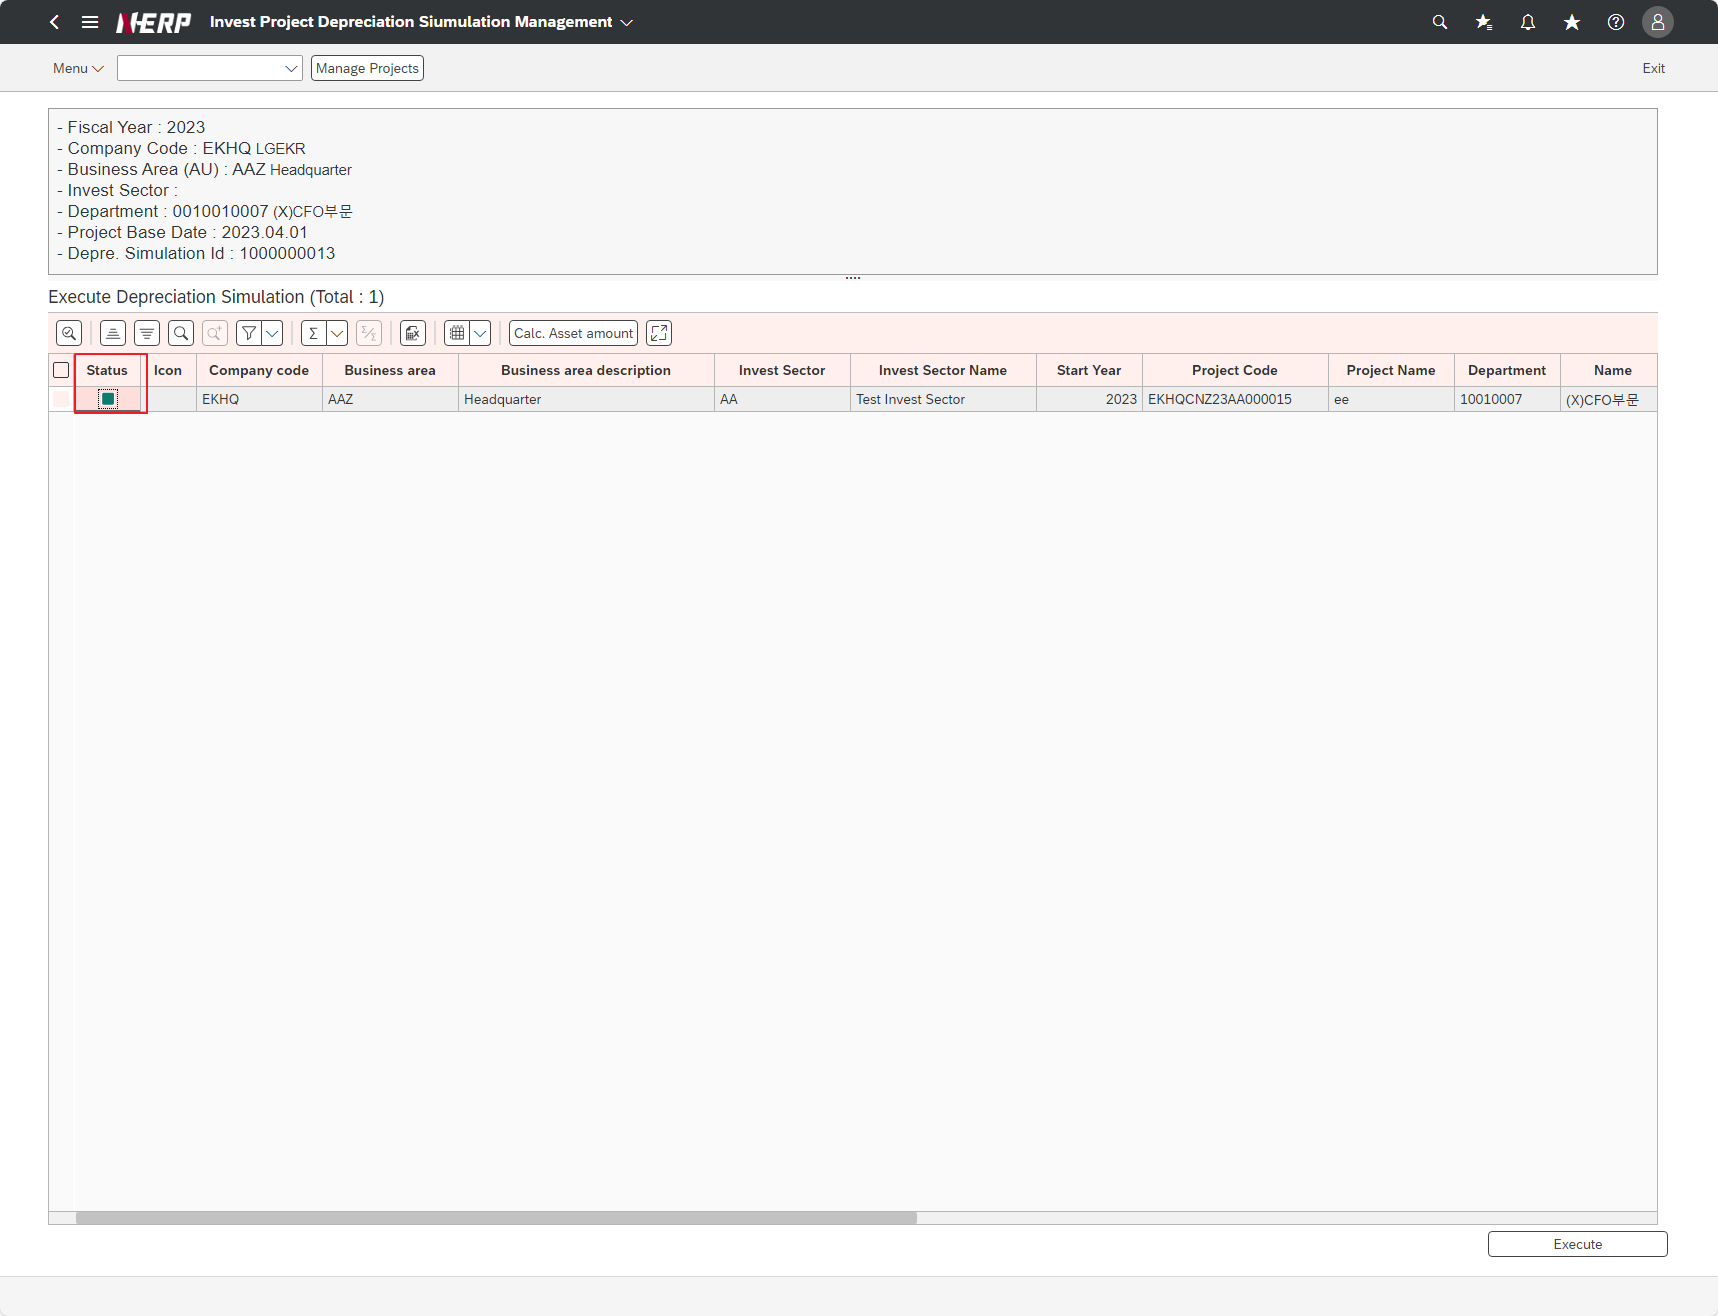 NERP Invest Project Depreciation Siumulation Management
Menu Manage Projects Exit
- Fiscal Year : 2023
- Company Code : EKHQ LGEKR
- Business Area (AU) : AAZ Headquarter
- Invest Sector :
- Department : 0010010007 (X)CFO부문
- Project Base Date : 2023.04.01
- Depre. Simulation Id : 1000000013
Execute Depreciation Simulation (Total : 1)
Calc. Asset amount
Status Icon Company code Business area Business area description Invest Sector Invest Sector Name Start Year Project Code Project Name Department Name
EKHQ AAZ Headquarter AA Test Invest Sector 2023 EKHQCNZ23AA000015 ee 10010007 (X)CFO부문
Execute